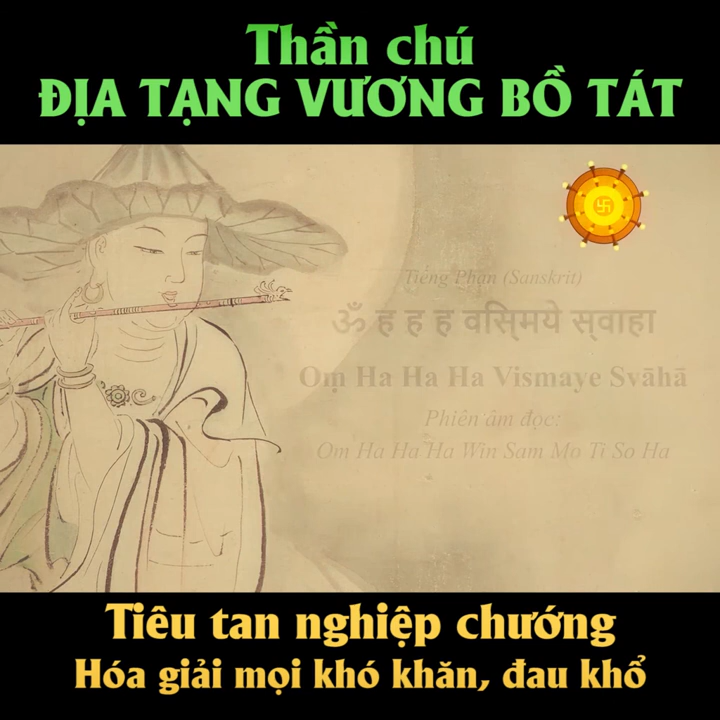 Thần chú
ĐỊA TẠNG VƯƠNG BỒ TÁT
Tiếng Phạn (Sanskrit)
ॐ ह ह ह वस्िमये स्वाहा
Oṃ Ha Ha Ha Vismaye Svāhā
Phiên âm đọc:
Om Ha Ha Ha Win Sam Mo Ti So Ha
Tiêu tan nghiệp chướng
Hóa giải mọi khó khăn, đau khổ